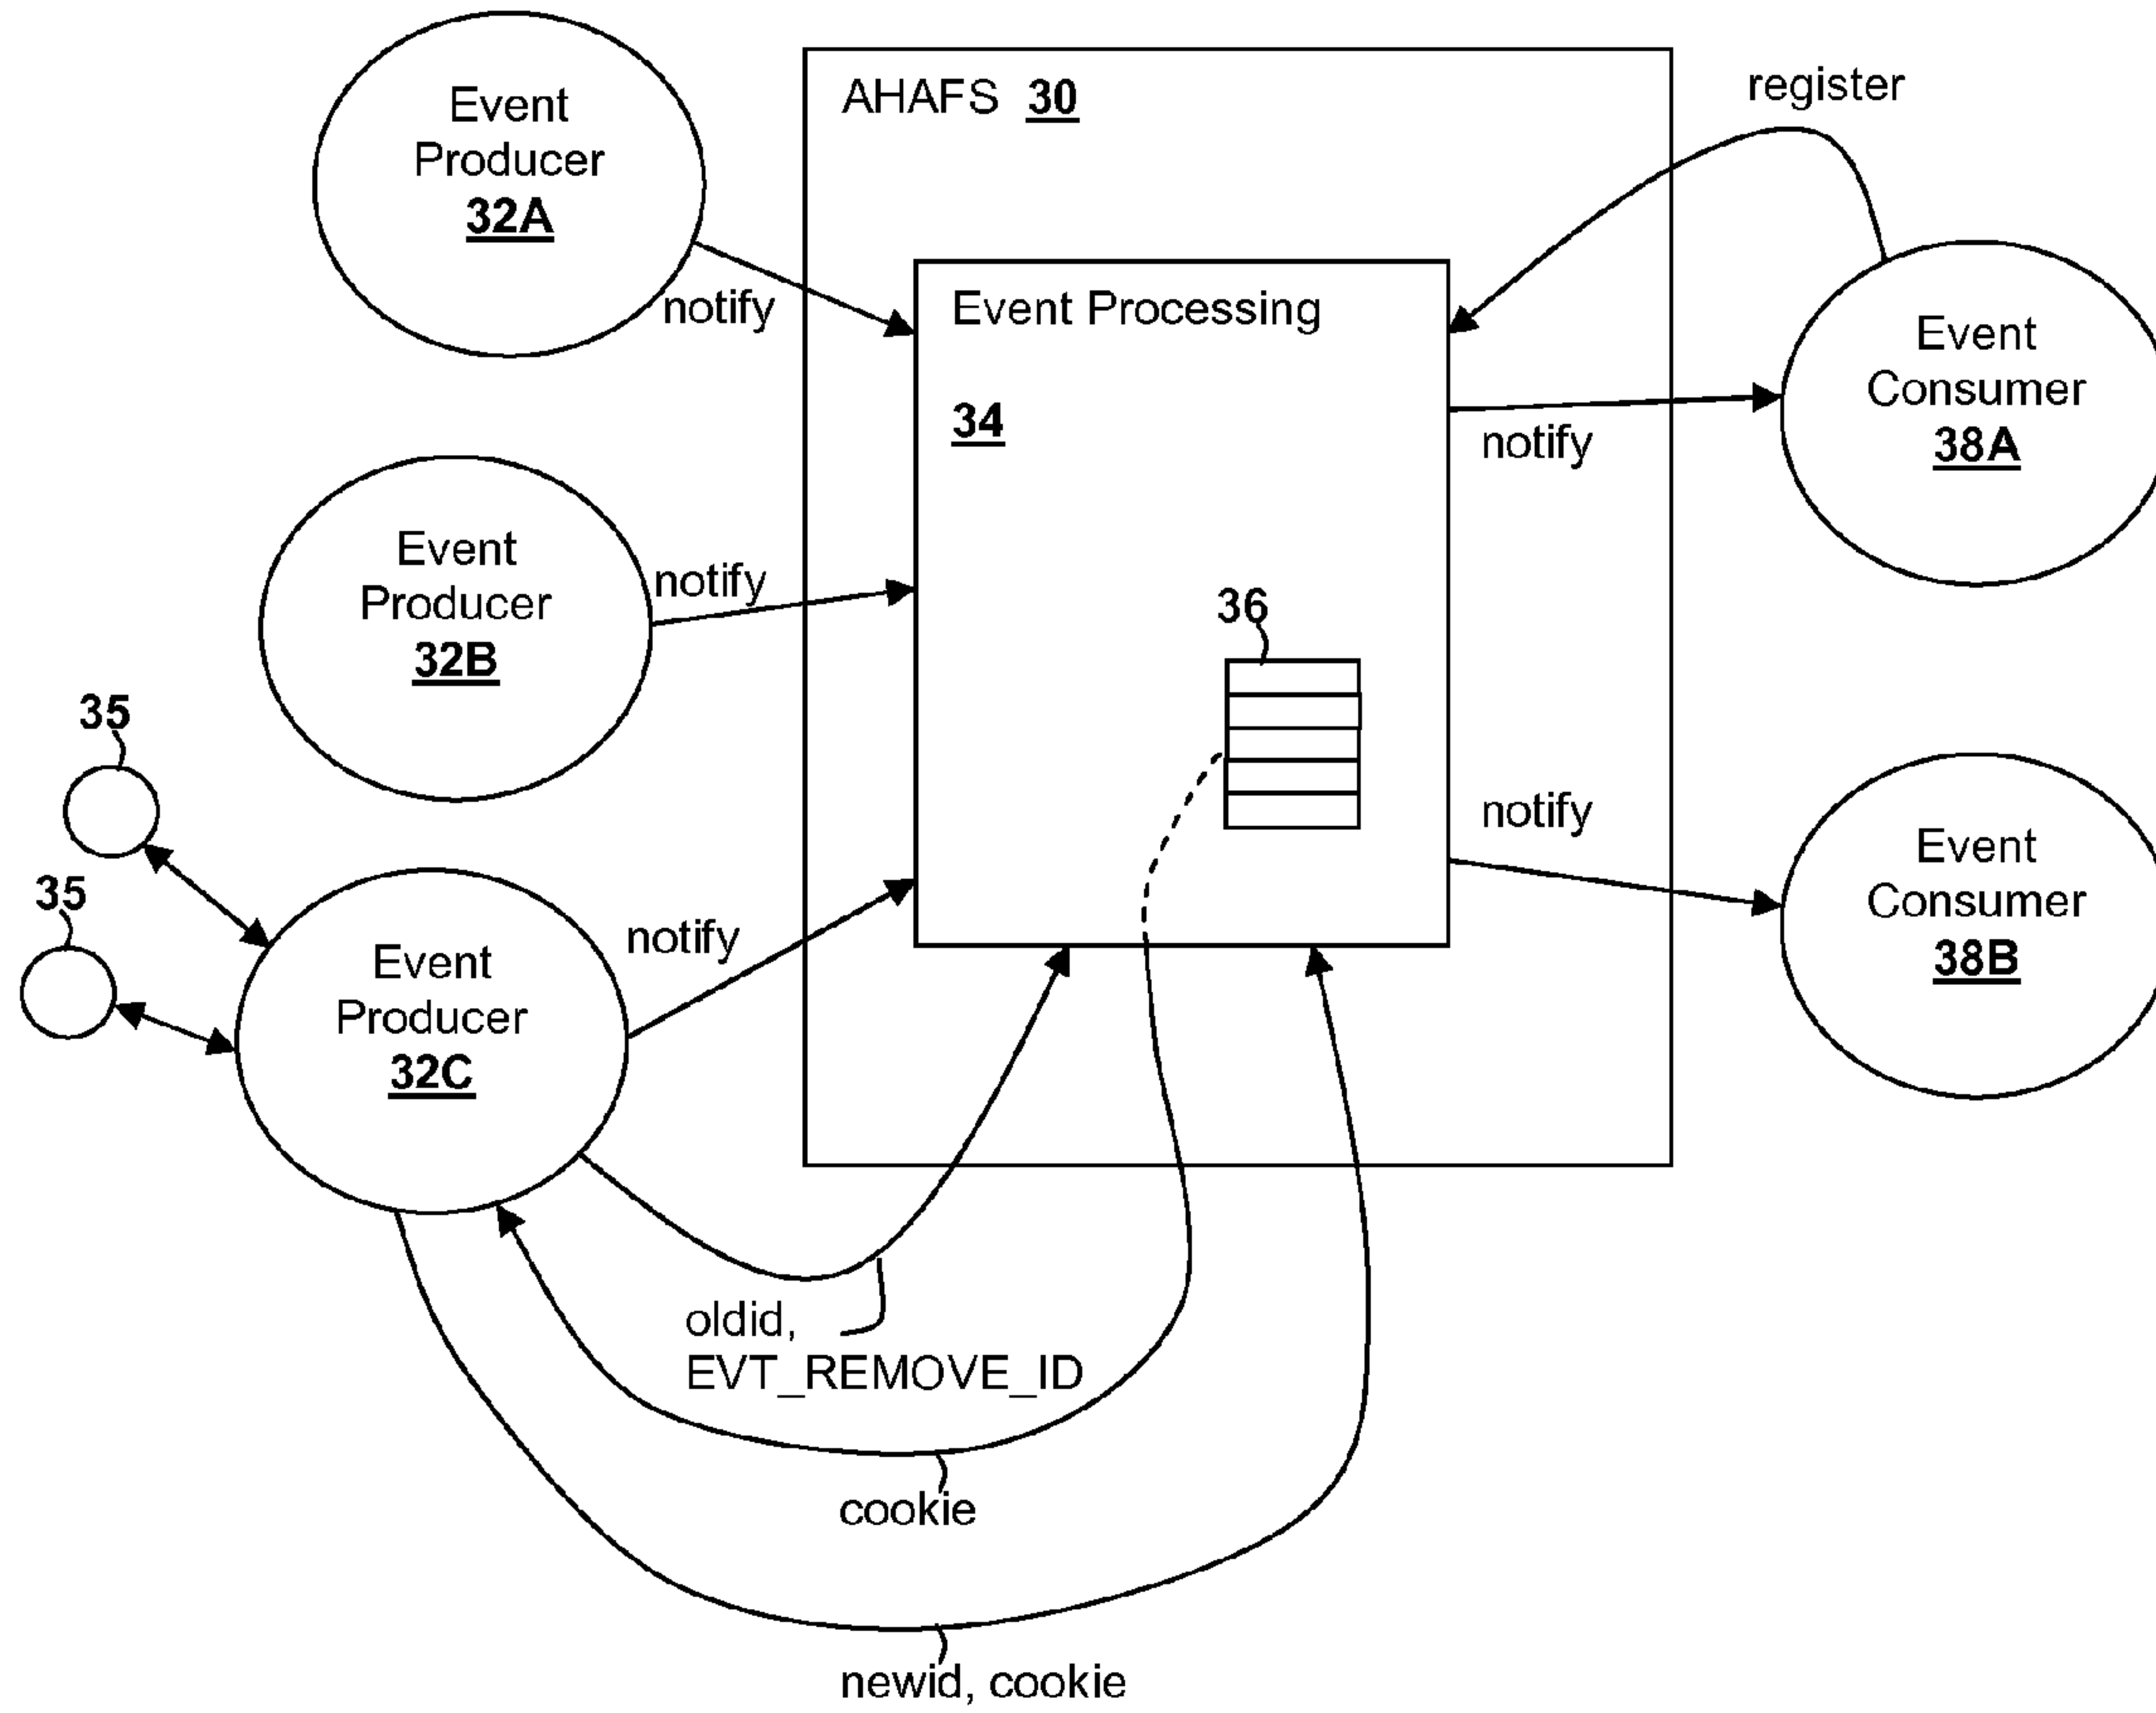 Event
Producer
32A
notify
AHAFS 30
register
Event Processing
34
Event
Consumer
38A
notify
Event
Producer
32B
notify
36
35
35
Event
Producer
32C
notify
notify
Event
Consumer
38B
oldid,
EVT_REMOVE_ID
cookie
newid, cookie